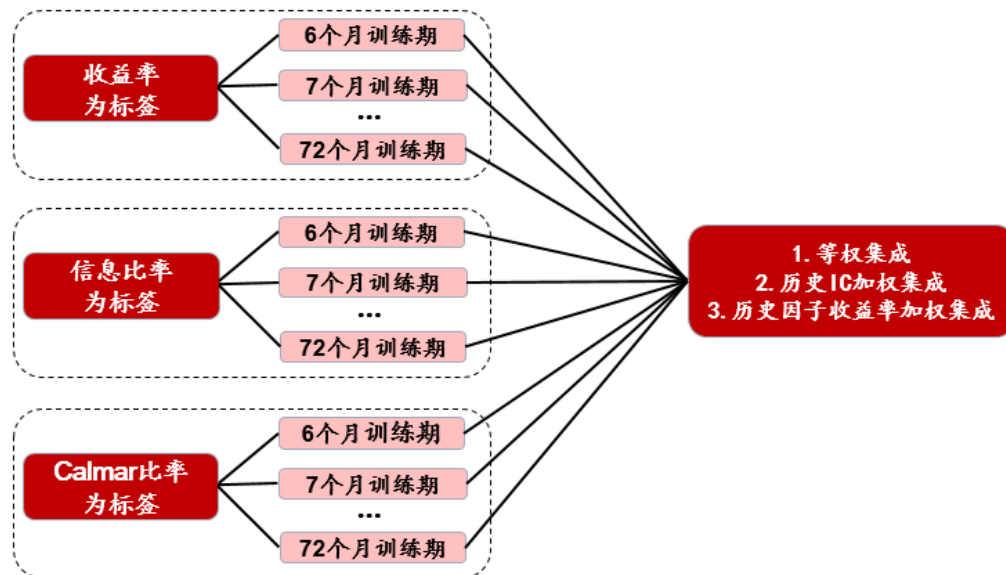 收益率
为标签
6个月训练期
7个月训练期
...
72个月训练期
信息比率
为标签
6个月训练期
7个月训练期
...
72个月训练期
Calmar比率
为标签
6个月训练期
7个月训练期
...
72个月训练期
1. 等权集成
2. 历史IC加权集成
3. 历史因子收益率加权集成